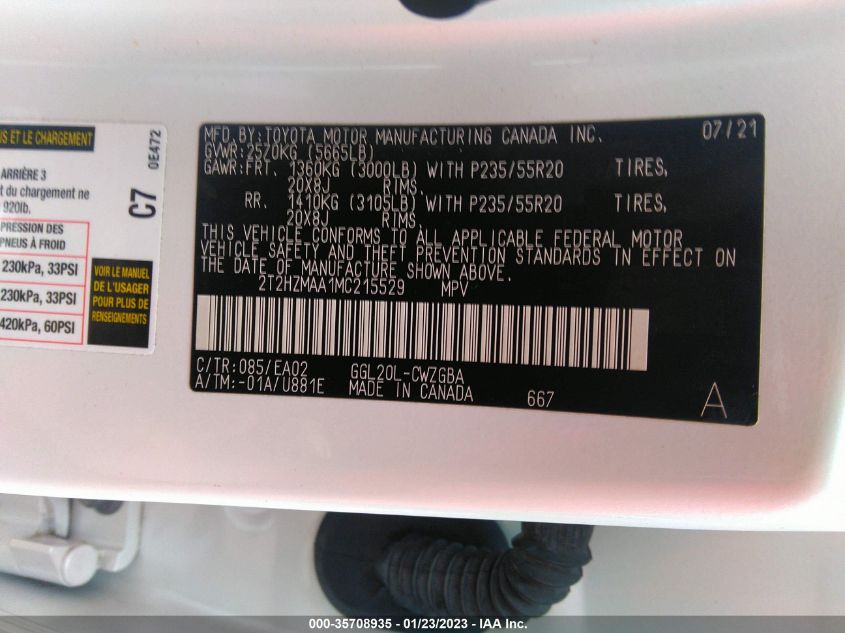 US ET LE CHARGEMENT
ARRIÈRE 3
t du chargement ne
920lb.
PRESSION DES
PNEUS À FROID
230kPa, 33PSI
230kPa, 33PSI
420kPa, 60PSI
VOIR LE MANUEL
DE L'USAGER
POUR PLUS DE
RENSEIGNEMENTS
C7
0E472
MFD. BY: TOYOTA MOTOR MANUFACTURING CANADA INC. 07/21
GVWR: 2570KG (5665LB)
GAWR: FRT. 1360KG (3000LB) WITH P235/55R20 TIRES,
20X8J RIMS,
RR. 1410KG (3105LB) WITH P235/55R20 TIRES,
20X8J RIMS.
THIS VEHICLE CONFORMS TO ALL APPLICABLE FEDERAL MOTOR
VEHICLE SAFETY AND THEFT PREVENTION STANDARDS IN EFFECT ON
THE DATE OF MANUFACTURE SHOWN ABOVE.
2T2HZMAA1MC215529 MPV
C/TR: 085/EA02 GGL20L-CWZGBA
A/TM: -01A/U881E MADE IN CANADA 667 A
000-35708935 - 01/23/2023 - IAA Inc.